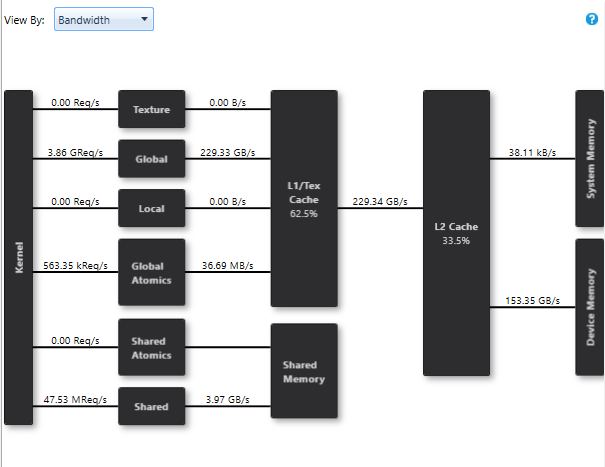 View By: Bandwidth
?
Kernel
0.00 Req/s
Texture
0.00 B/s
3.86 GReq/s
Global
229.33 GB/s
0.00 Req/s
Local
0.00 B/s
563.35 kReq/s
Global
Atomics
36.69 MB/s
0.00 Req/s
Shared
Atomics
47.53 MReq/s
Shared
3.97 GB/s
L1/Tex
Cache
62.5%
Shared
Memory
229.34 GB/s
L2 Cache
33.5%
38.11 kB/s
System Memory
153.35 GB/s
Device Memory